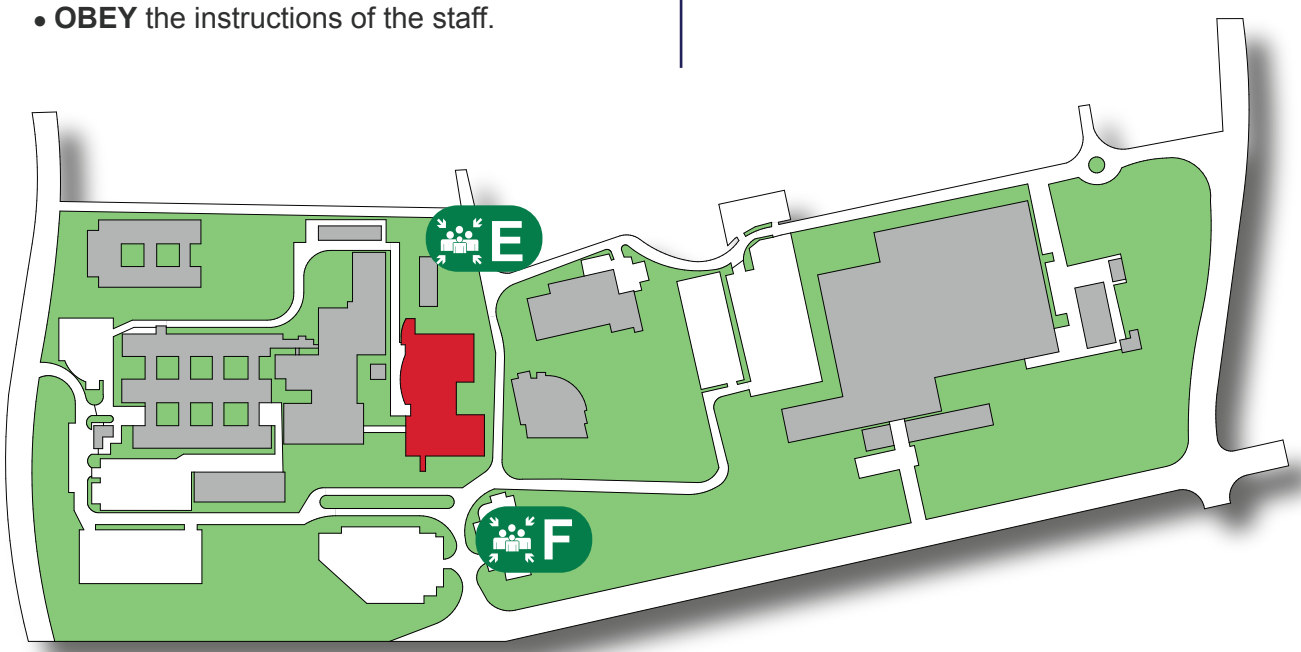 • OBEY the instructions of the staff.
E
F